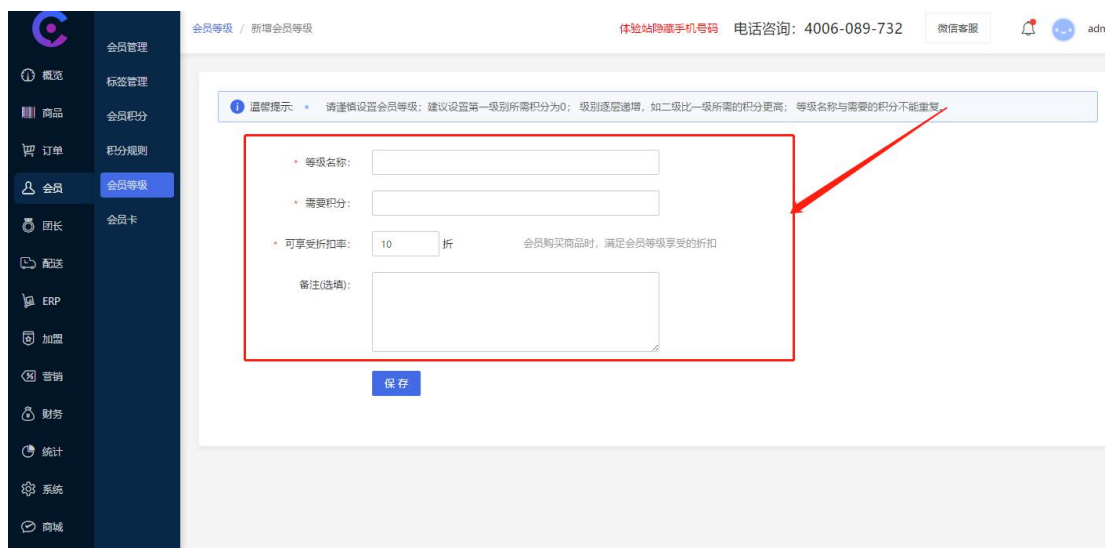 会员等级 / 新增会员等级
体验站隐藏手机号码 电话咨询：4006-089-732 微信客服 adm
概览
商品
订单
会员
团长
配送
ERP
加盟
营销
财务
统计
系统
商城
会员管理
标签管理
会员积分
积分规则
会员等级
会员卡
温馨提示: • 请谨慎设置会员等级；建议设置第一级别所需积分为0； 级别逐层递增，如二级比一级所需的积分更高； 等级名称与需要的积分不能重复。
* 等级名称:
* 需要积分:
* 可享受折扣率: 10 折 会员购买商品时，满足会员等级享受的折扣
备注(选填):
保存